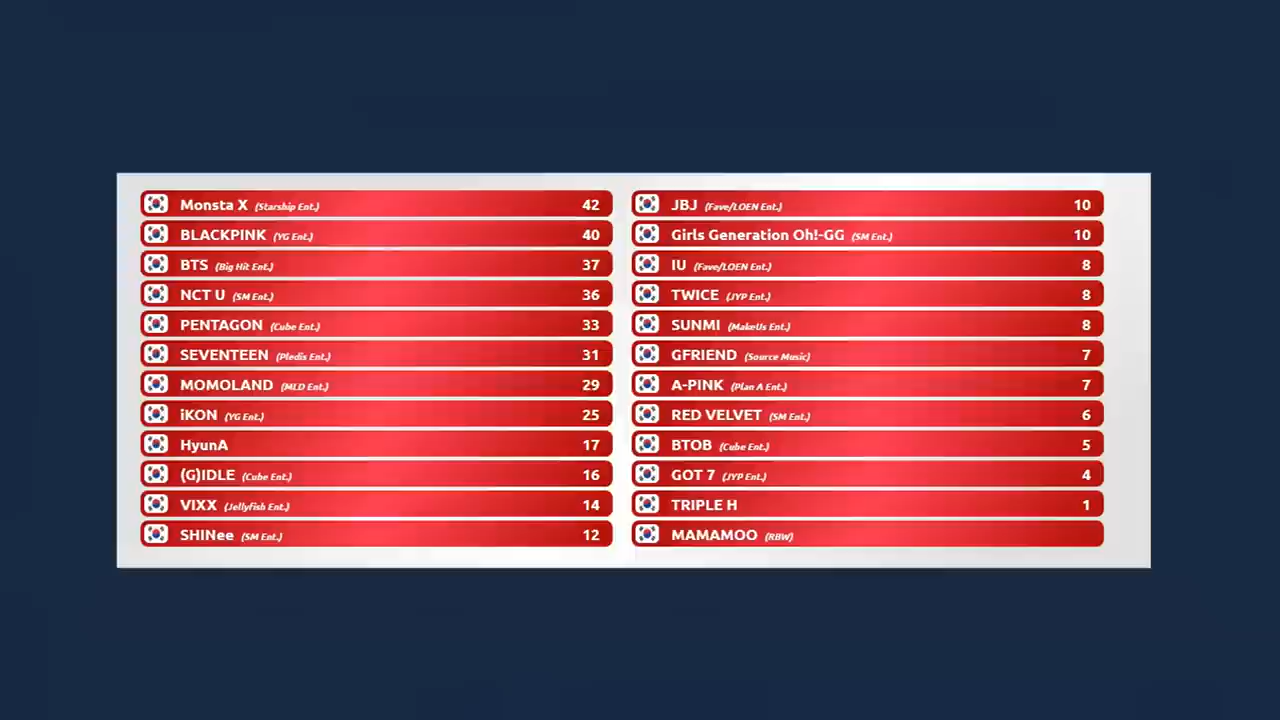 Monsta X (Starship Ent.) 42
BLACKPINK (YG Ent.) 40
BTS (Big Hit Ent.) 37
NCT U (SM Ent.) 36
PENTAGON (Cube Ent.) 33
SEVENTEEN (Pledis Ent.) 31
MOMOLAND (MLD Ent.) 29
iKON (YG Ent.) 25
HyunA 17
(G)IDLE (Cube Ent.) 16
VIXX (Jellyfish Ent.) 14
SHINee (SM Ent.) 12
JBJ (Fave/LOEN Ent.) 10
Girls Generation Oh!-GG (SM Ent.) 10
IU (Fave/LOEN Ent.) 8
TWICE (JYP Ent.) 8
SUNMI (MakeUs Ent.) 8
GFRIEND (Source Music) 7
A-PINK (Plan A Ent.) 7
RED VELVET (SM Ent.) 6
BTOB (Cube Ent.) 5
GOT 7 (JYP Ent.) 4
TRIPLE H 1
MAMAMOO (RBW)